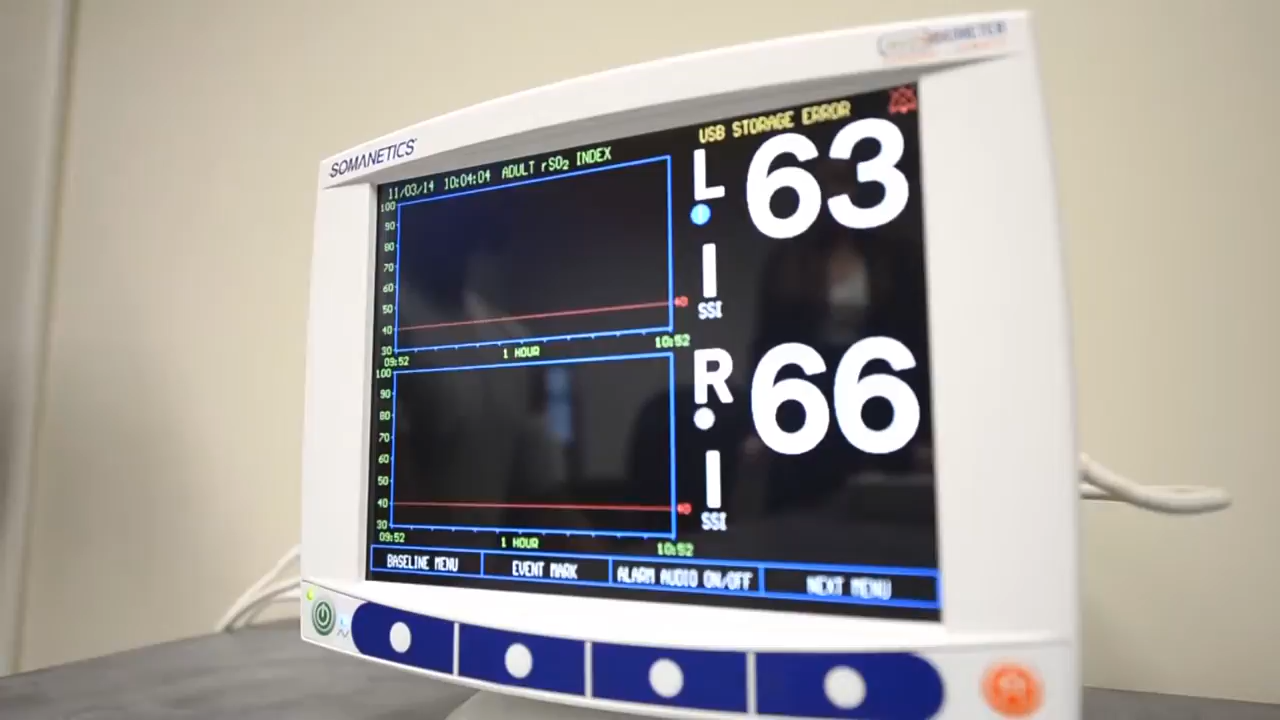 SOMANETICS
11/03/14 10:04:04 ADULT rSO₂ INDEX
USB STORAGE ERROR
100
90
80
70
60
50
40
30
40
09:52 1 HOUR 10:52
L 63
SSI
100
90
80
70
60
50
40
30
40
09:52 1 HOUR 10:52
R 66
SSI
BASELINE MENU EVENT MARK ALARM AUDIO ON/OFF NEXT MENU